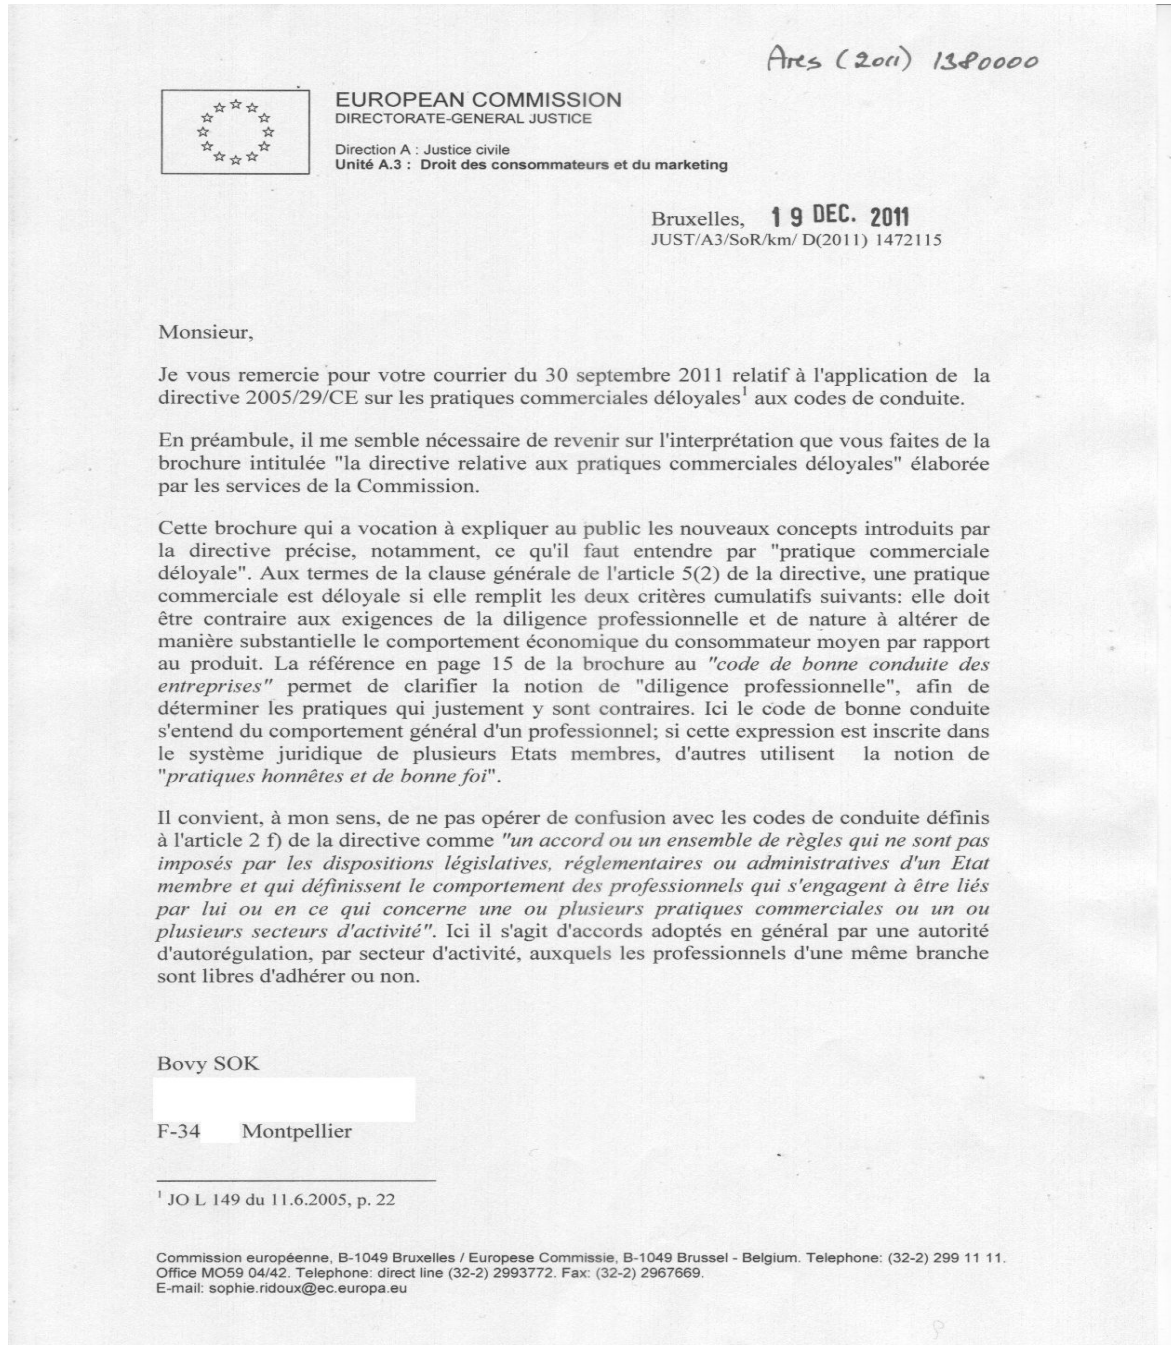 Ares (2011) 1380000
EUROPEAN COMMISSION
DIRECTORATE-GENERAL JUSTICE
Direction A : Justice civile
Unité A.3 : Droit des consommateurs et du marketing
Bruxelles, 19 DEC. 2011
JUST/A3/SoR/km/ D(2011) 1472115
Monsieur,
Je vous remercie pour votre courrier du 30 septembre 2011 relatif à l'application de la
directive 2005/29/CE sur les pratiques commerciales déloyales¹ aux codes de conduite.
En préambule, il me semble nécessaire de revenir sur l'interprétation que vous faites de la
brochure intitulée "la directive relative aux pratiques commerciales déloyales" élaborée
par les services de la Commission.
Cette brochure qui a vocation à expliquer au public les nouveaux concepts introduits par
la directive précise, notamment, ce qu'il faut entendre par "pratique commerciale
déloyale". Aux termes de la clause générale de l'article 5(2) de la directive, une pratique
commerciale est déloyale si elle remplit les deux critères cumulatifs suivants: elle doit
être contraire aux exigences de la diligence professionnelle et de nature à altérer de
manière substantielle le comportement économique du consommateur moyen par rapport
au produit. La référence en page 15 de la brochure au "code de bonne conduite des
entreprises" permet de clarifier la notion de "diligence professionnelle", afin de
déterminer les pratiques qui justement y sont contraires. Ici le code de bonne conduite
s'entend du comportement général d'un professionnel; si cette expression est inscrite dans
le système juridique de plusieurs Etats membres, d'autres utilisent la notion de
"pratiques honnêtes et de bonne foi".
Il convient, à mon sens, de ne pas opérer de confusion avec les codes de conduite définis
à l'article 2 f) de la directive comme "un accord ou un ensemble de règles qui ne sont pas
imposés par les dispositions législatives, réglementaires ou administratives d'un Etat
membre et qui définissent le comportement des professionnels qui s'engagent à être liés
par lui ou en ce qui concerne une ou plusieurs pratiques commerciales ou un ou
plusieurs secteurs d'activité". Ici il s'agit d'accords adoptés en général par une autorité
d'autorégulation, par secteur d'activité, auxquels les professionnels d'une même branche
sont libres d'adhérer ou non.
Bovy SOK
F-34 Montpellier
¹ JO L 149 du 11.6.2005, p. 22
Commission européenne, B-1049 Bruxelles / Europese Commissie, B-1049 Brussel - Belgium. Telephone: (32-2) 299 11 11.
Office MO59 04/42. Telephone: direct line (32-2) 2993772. Fax: (32-2) 2967669.
E-mail: sophie.ridoux@ec.europa.eu